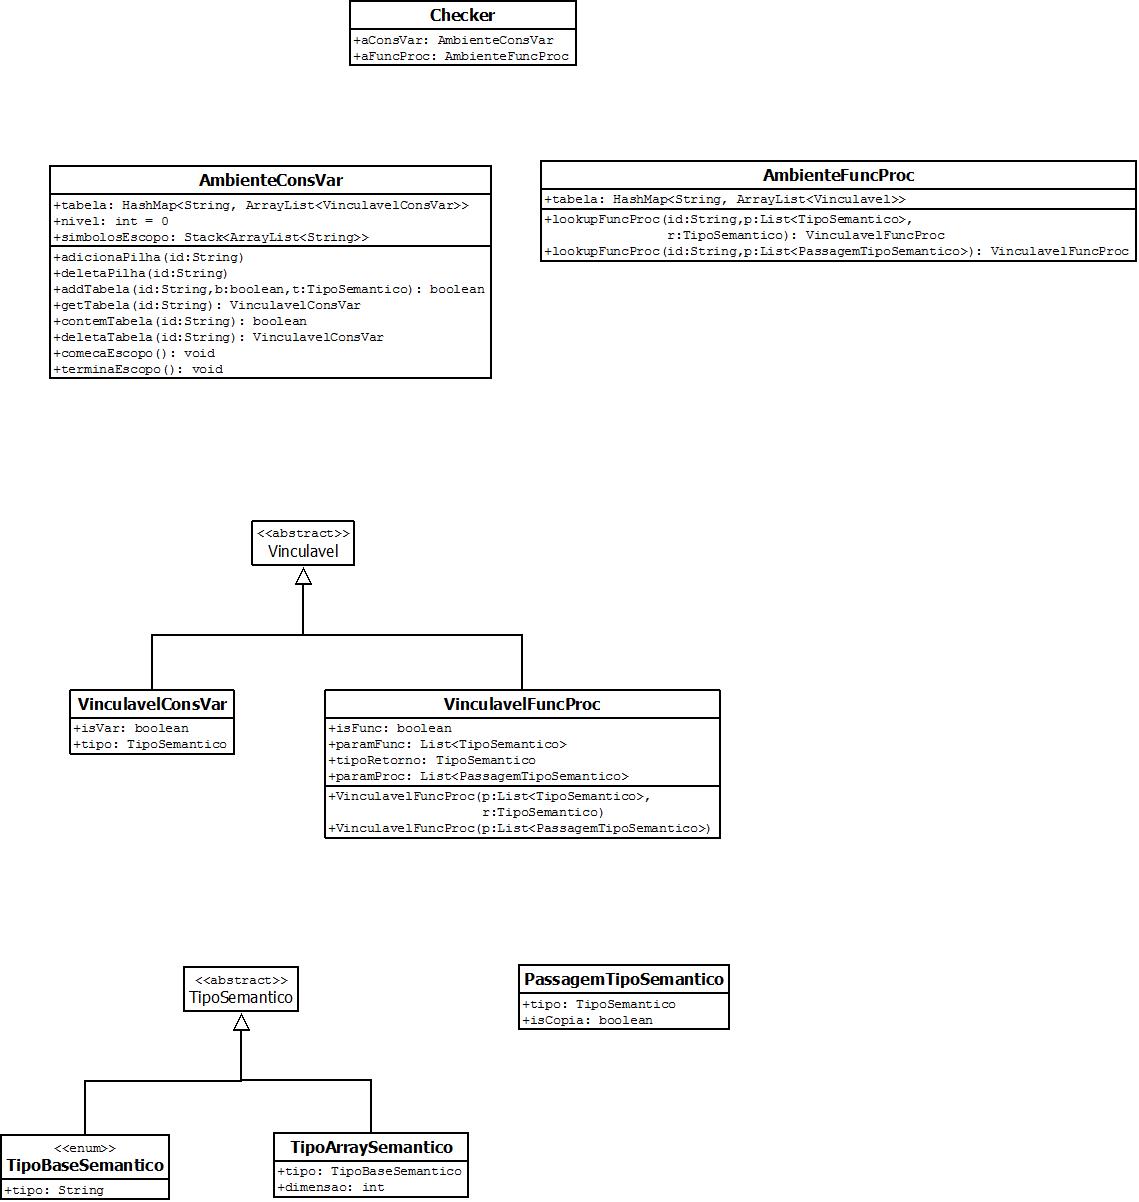 Checker
+aConsVar: AmbienteConsVar
+aFuncProc: AmbienteFuncProc
AmbienteConsVar
+tabela: HashMap<String, ArrayList<VinculavelConsVar>>
+nivel: int = 0
+simbolosEscopo: Stack<ArrayList<String>>
+adicionaPilha(id:String)
+deletaPilha(id:String)
+addTabela(id:String,b:boolean,t:TipoSemantico): boolean
+getTabela(id:String): VinculavelConsVar
+contemTabela(id:String): boolean
+deletaTabela(id:String): VinculavelConsVar
+comecaEscopo(): void
+terminaEscopo(): void
AmbienteFuncProc
+tabela: HashMap<String, ArrayList<Vinculavel>>
+lookupFuncProc(id:String,p:List<TipoSemantico>,
r:TipoSemantico): VinculavelFuncProc
+lookupFuncProc(id:String,p:List<PassagemTipoSemantico>): VinculavelFuncProc
<<abstract>>
Vinculavel
VinculavelConsVar
+isVar: boolean
+tipo: TipoSemantico
VinculavelFuncProc
+isFunc: boolean
+paramFunc: List<TipoSemantico>
+tipoRetorno: TipoSemantico
+paramProc: List<PassagemTipoSemantico>
+VinculavelFuncProc(p:List<TipoSemantico>,
r:TipoSemantico)
+VinculavelFuncProc(p:List<PassagemTipoSemantico>)
<<abstract>>
TipoSemantico
PassagemTipoSemantico
+tipo: TipoSemantico
+isCopia: boolean
<<enum>>
TipoBaseSemantico
+tipo: String
TipoArraySemantico
+tipo: TipoBaseSemantico
+dimensao: int